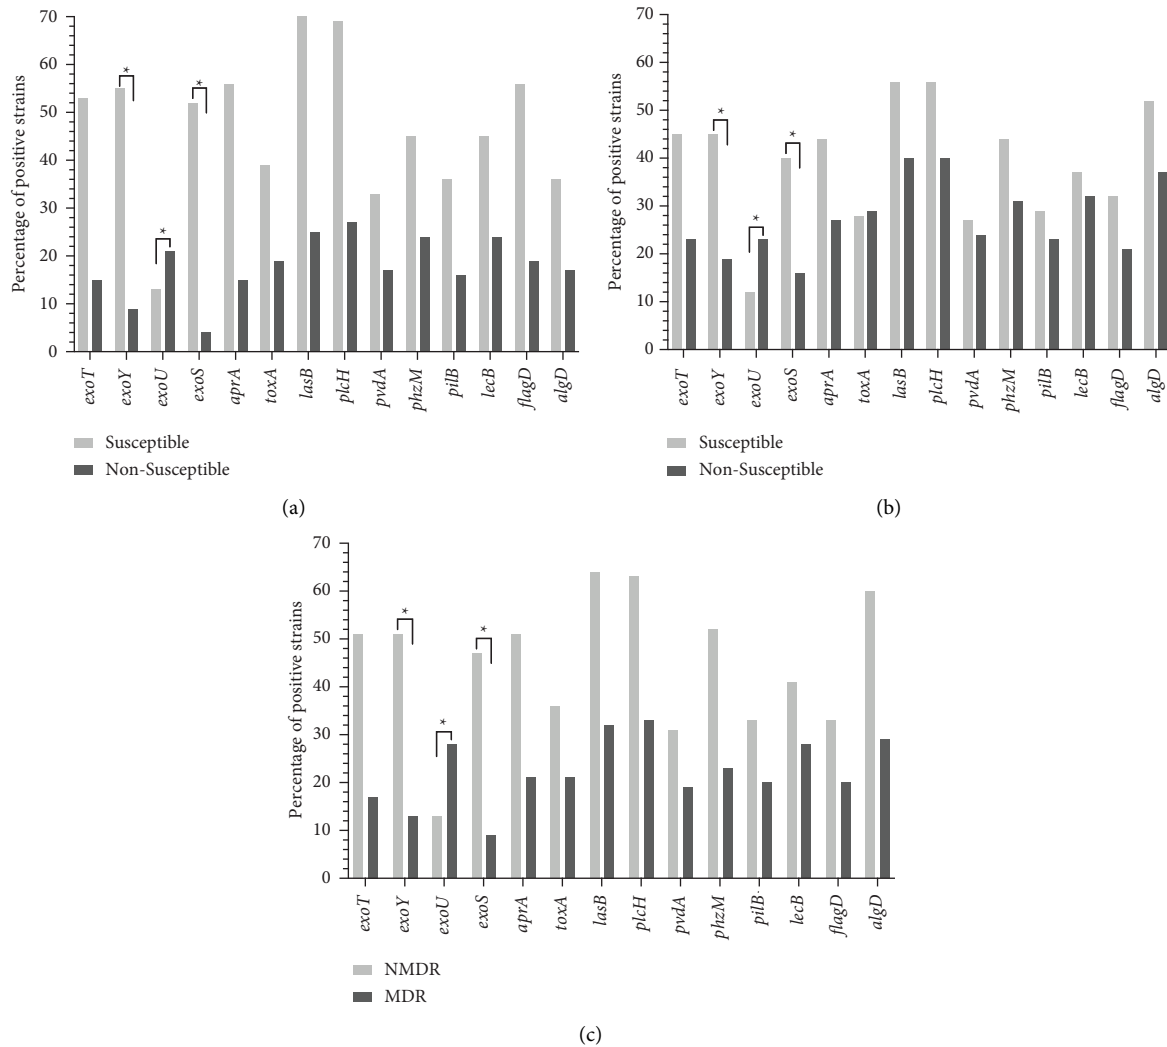 Percentage of positive strains
70
60
50
40
30
20
10
0
*
*
*
exoT
exoY
exoU
exoS
aprA
toxA
lasB
plcH
pvdA
phzM
pilB
lecB
flagD
algD
Susceptible
Non-Susceptible
(a)
Percentage of positive strains
70
60
50
40
30
20
10
0
*
*
*
exoT
exoY
exoU
exoS
aprA
toxA
lasB
plcH
pvdA
phzM
pilB
lecB
flagD
algD
Susceptible
Non-Susceptible
(b)
Percentage of positive strains
70
60
50
40
30
20
10
0
*
*
*
exoT
exoY
exoU
exoS
aprA
toxA
lasB
plcH
pvdA
phzM
pilB
lecB
flagD
algD
NMDR
MDR
(c)